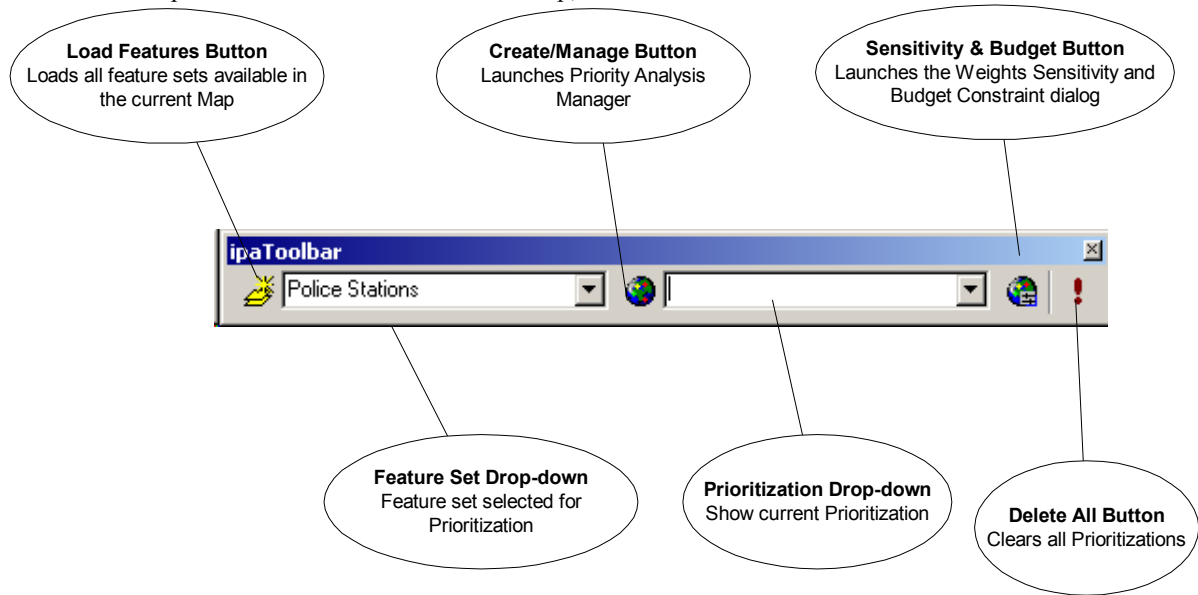 Load Features Button
Loads all feature sets available in
the current Map
Create/Manage Button
Launches Priority Analysis
Manager
Sensitivity & Budget Button
Launches the Weights Sensitivity and
Budget Constraint dialog
ipaToolbar
Police Stations
Feature Set Drop-down
Feature set selected for
Prioritization
Prioritization Drop-down
Show current Prioritization
Delete All Button
Clears all Prioritizations